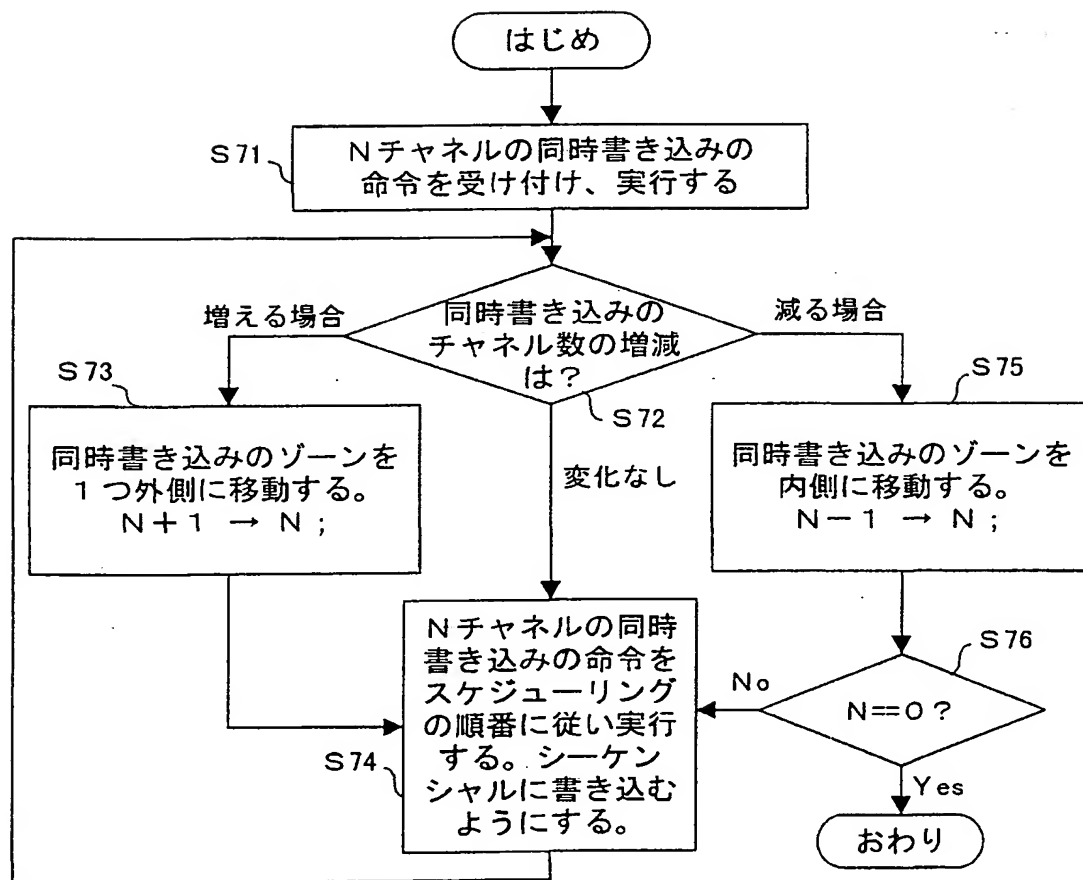 はじめ
S71
Nチャネルの同時書き込みの
命令を受け付け、実行する
増える場合
同時書き込みの
チャネル数の増減
は？
減る場合
S73
S72
S75
同時書き込みのゾーンを
１つ外側に移動する。
N＋１ → N；
変化なし
同時書き込みのゾーンを
内側に移動する。
N－１ → N；
S74
Nチャネルの同時
書き込みの命令を
スケジューリング
の順番に従い実行
する。シーケン
シャルに書き込む
ようにする。
S76
No
N==0？
Yes
おわり